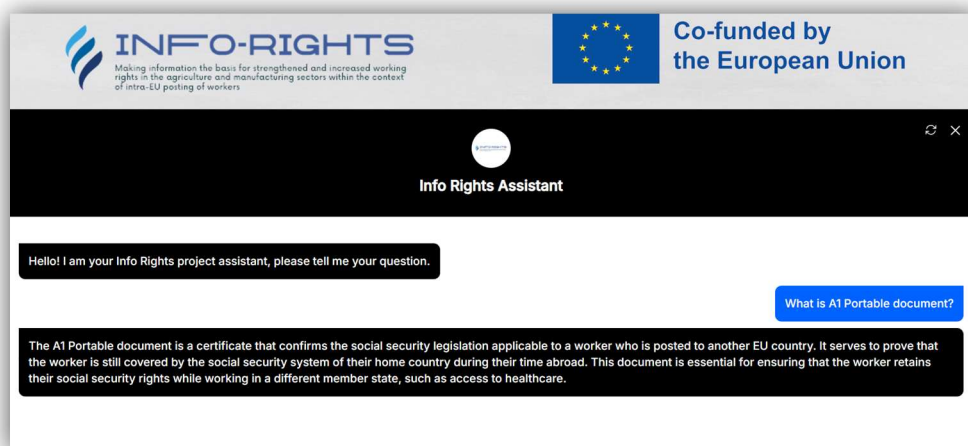 INFO-RIGHTS
Making information the basis for strengthened and increased working
rights in the agriculture and manufacturing sectors within the context
of intra-EU posting of workers
Co-funded by
the European Union
Info Rights Assistant
Hello! I am your Info Rights project assistant, please tell me your question.
What is A1 Portable document?
The A1 Portable document is a certificate that confirms the social security legislation applicable to a worker who is posted to another EU country. It serves to prove that
the worker is still covered by the social security system of their home country during their time abroad. This document is essential for ensuring that the worker retains
their social security rights while working in a different member state, such as access to healthcare.